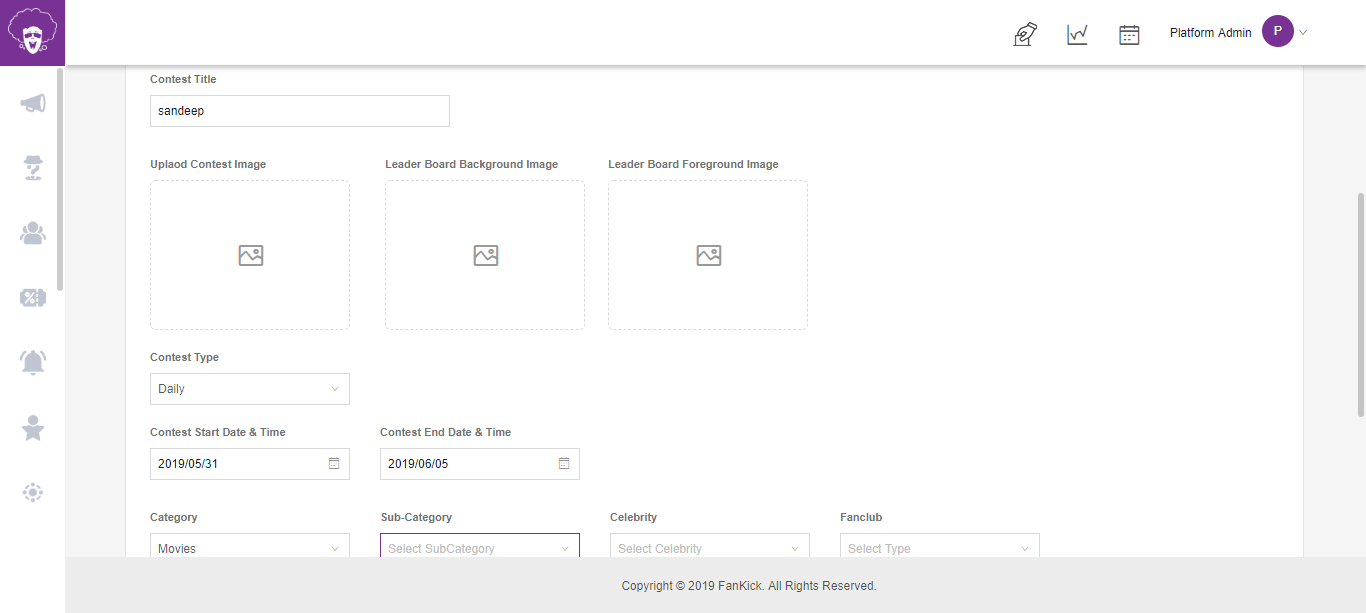 Platform Admin P
Contest Title
sandeep
Uplaod Contest Image Leader Board Background Image Leader Board Foreground Image
Contest Type
Daily
Contest Start Date & Time Contest End Date & Time
2019/05/31 2019/06/05
Category Sub-Category Celebrity Fanclub
Movies Select SubCategory Select Celebrity Select Type
Copyright © 2019 FanKick. All Rights Reserved.